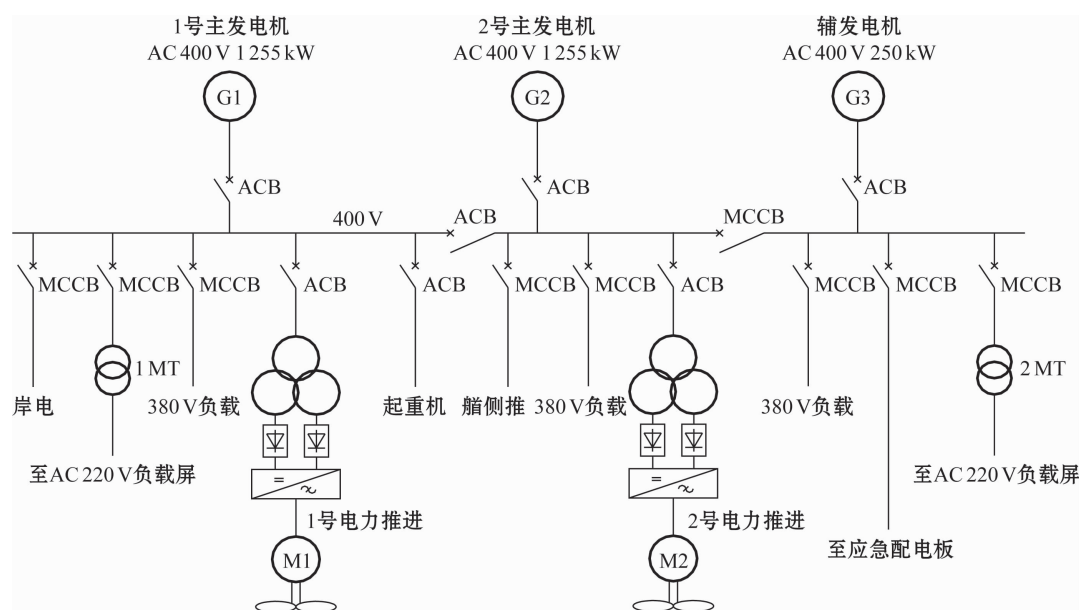 1号主发电机
AC 400 V 1 255 kW
2号主发电机
AC 400 V 1 255 kW
辅发电机
AC 400 V 250 kW
G1
G2
G3
ACB
ACB
ACB
400 V
ACB
MCCB
MCCB
MCCB
MCCB
ACB
ACB
MCCB
MCCB
ACB
MCCB
MCCB
MCCB
1 MT
2 MT
岸电
380 V负载
起重机
艏侧推
380 V负载
380 V负载
至AC 220 V负载屏
至AC 220 V负载屏
=
~
=
~
1号电力推进
2号电力推进
至应急配电板
M1
M2